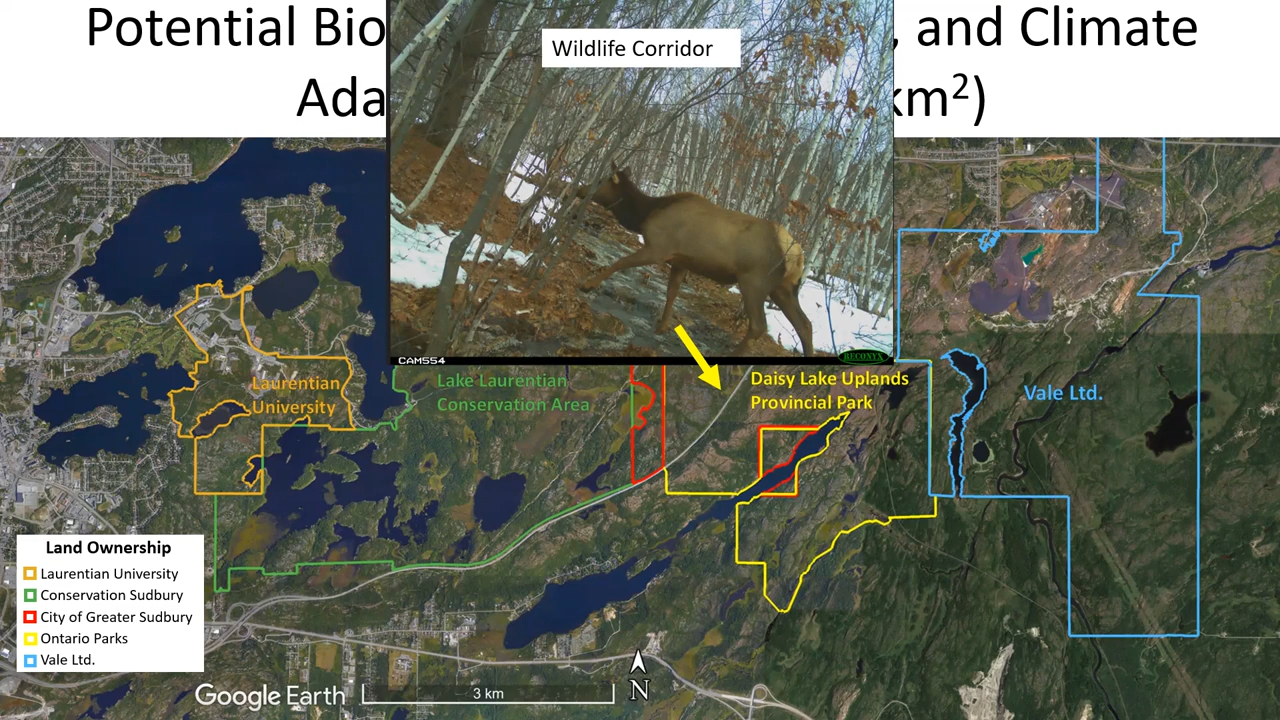 Potential Bio , and Climate
Ada km²)
Wildlife Corridor
CAM554
RECONYX
Laurentian
University
Lake Laurentian
Conservation Area
Daisy Lake Uplands
Provincial Park
Vale Ltd.
Land Ownership
Laurentian University
Conservation Sudbury
City of Greater Sudbury
Ontario Parks
Vale Ltd.
Google Earth
3 km
N